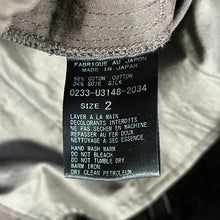 FABRIQUE AU JAPON
MADE IN JAPAN
66% COTON COTTON
34% SOIE SILK
0233-U3148-2034
SIZE 2
LAVER A LA MAIN
DECOLORANTS INTERDITS
NE PAS SECHER EN MACHINE
REPASSER AU FER DOUX
NETTOYAGE A SEC ESSENCE
HAND WASH WARM
DO NOT BLEACH
DO NOT TUMBLE DRY
WARM IRON
DRY CLEAN PETROLEUM